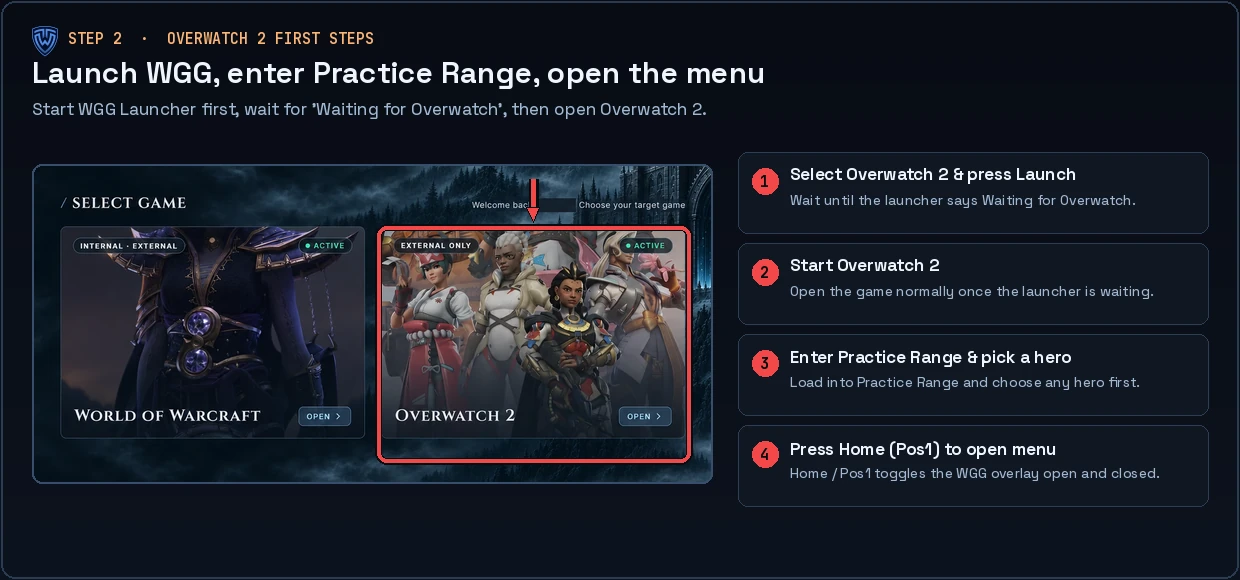 STEP 2 · OVERWATCH 2 FIRST STEPS
Launch WGG, enter Practice Range, open the menu
Start WGG Launcher first, wait for 'Waiting for Overwatch', then open Overwatch 2.
/ SELECT GAME
Welcome bac
Choose your target game
INTERNAL · EXTERNAL
ACTIVE
World of Warcraft
OPEN >
EXTERNAL ONLY
ACTIVE
Overwatch 2
OPEN >
1
Select Overwatch 2 & press Launch
Wait until the launcher says Waiting for Overwatch.
2
Start Overwatch 2
Open the game normally once the launcher is waiting.
3
Enter Practice Range & pick a hero
Load into Practice Range and choose any hero first.
4
Press Home (Pos1) to open menu
Home / Pos1 toggles the WGG overlay open and closed.